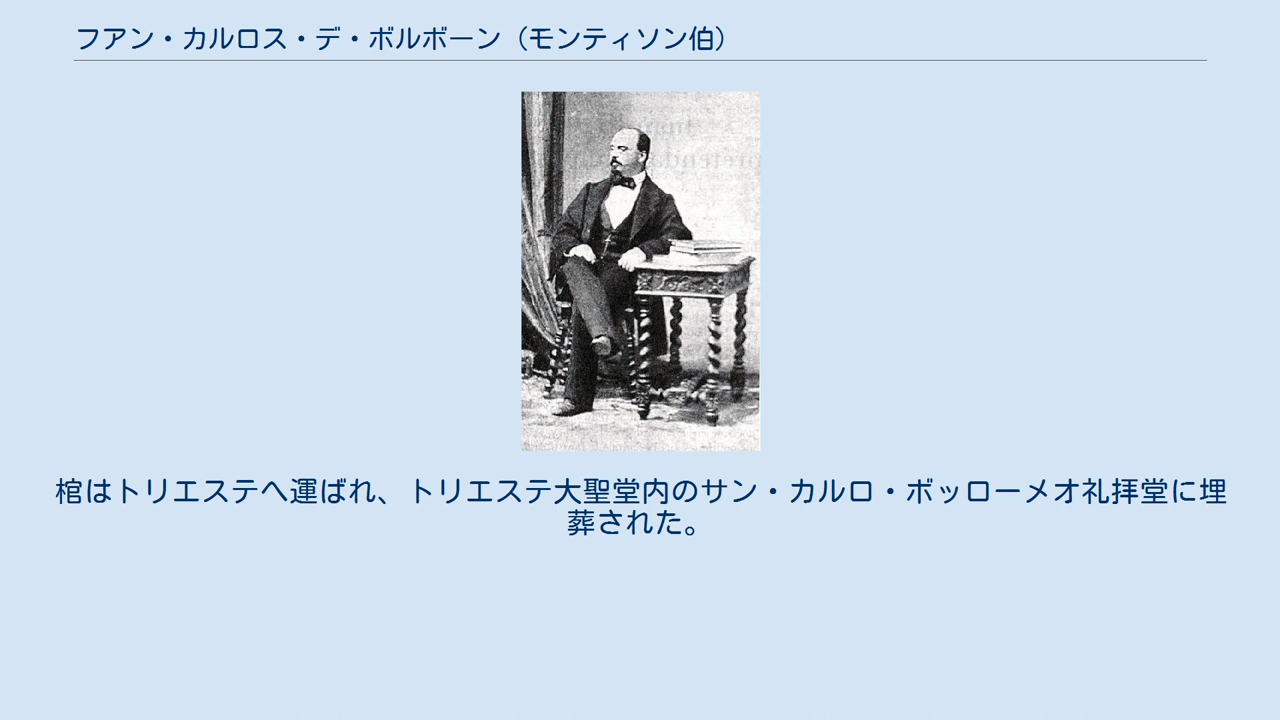 フアン・カルロス・デ・ボルボーン（モンティソン伯）
棺はトリエステへ運ばれ、トリエステ大聖堂内のサン・カルロ・ボッローメオ礼拝堂に埋
葬された。